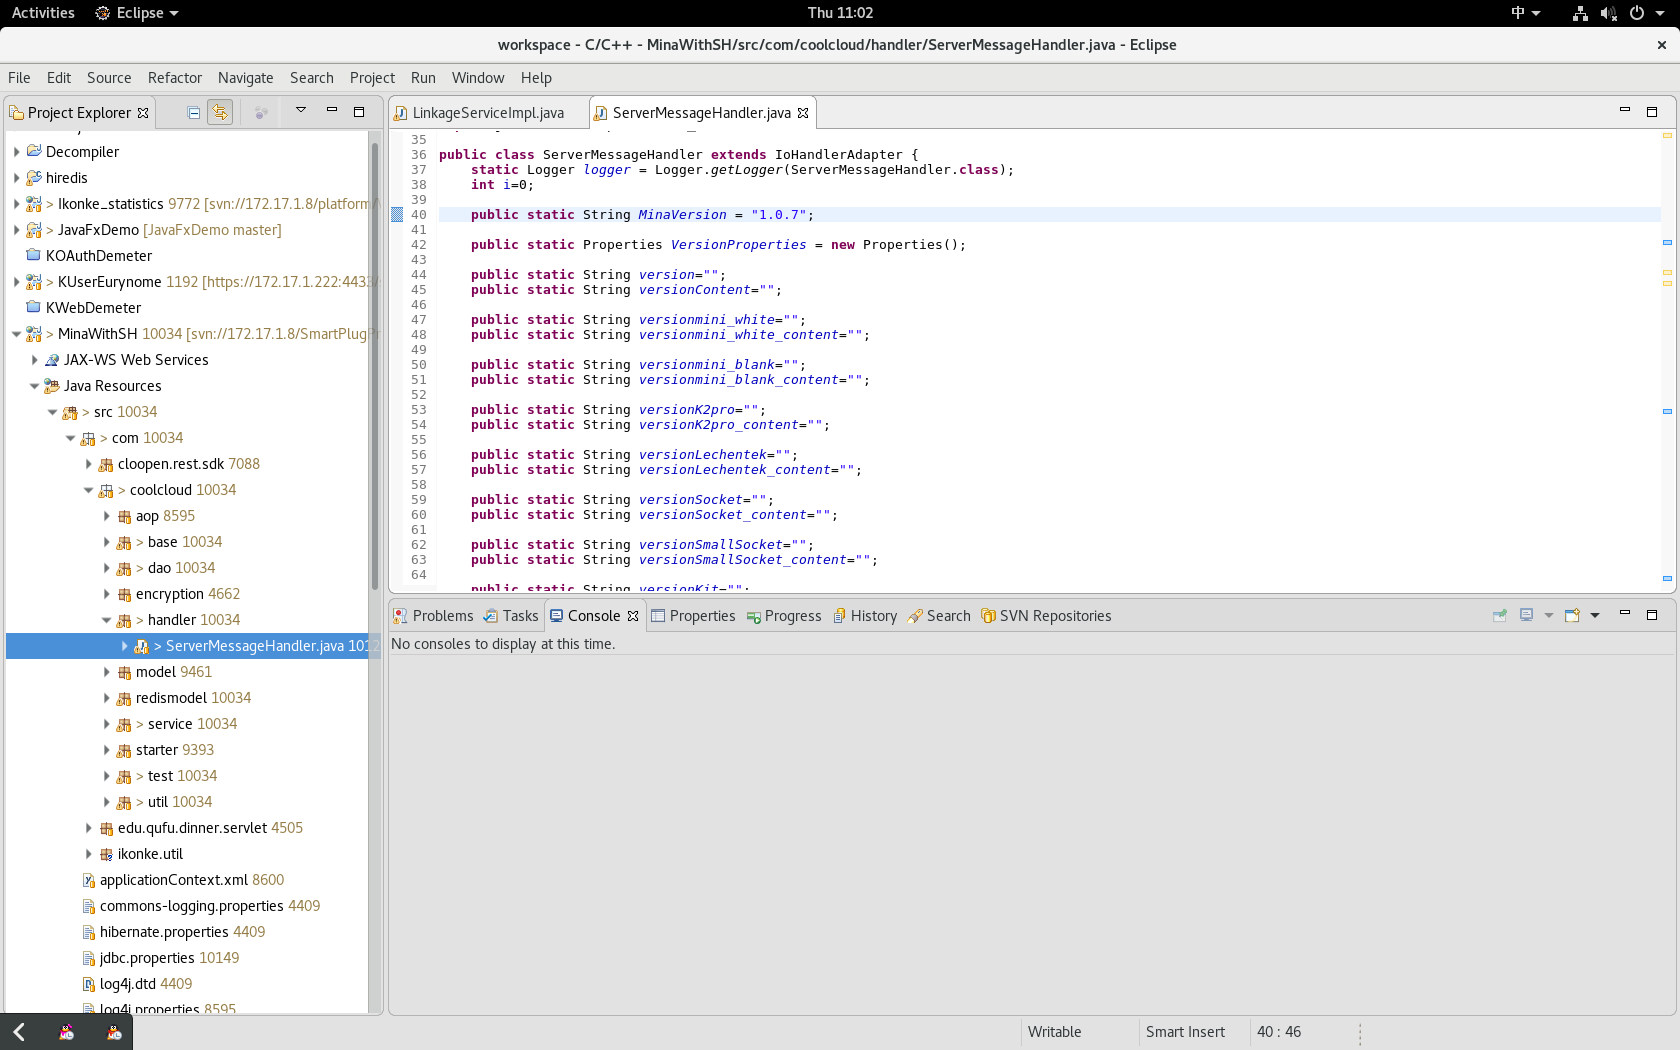 Activities Eclipse Thu 11:02 中
workspace - C/C++ - MinaWithSH/src/com/coolcloud/handler/ServerMessageHandler.java - Eclipse
File Edit Source Refactor Navigate Search Project Run Window Help
Project Explorer
Decompiler
hiredis
> Ikonke_statistics 9772 [svn://172.17.1.8/platform/
> JavaFxDemo [JavaFxDemo master]
KOAuthDemeter
> KUserEurynome 1192 [https://172.17.1.222:4433/
KWebDemeter
> MinaWithSH 10034 [svn://172.17.1.8/SmartPlugPr
JAX-WS Web Services
Java Resources
> src 10034
> com 10034
cloopen.rest.sdk 7088
> coolcloud 10034
aop 8595
> base 10034
> dao 10034
encryption 4662
> handler 10034
> ServerMessageHandler.java 1012
model 9461
redismodel 10034
> service 10034
starter 9393
> test 10034
> util 10034
edu.qufu.dinner.servlet 4505
ikonke.util
applicationContext.xml 8600
commons-logging.properties 4409
hibernate.properties 4409
jdbc.properties 10149
log4j.dtd 4409
log4j.properties 8595
LinkageServiceImpl.java ServerMessageHandler.java
35
36 public class ServerMessageHandler extends IoHandlerAdapter {
37 static Logger logger = Logger.getLogger(ServerMessageHandler.class);
38 int i=0;
39
40 public static String MinaVersion = "1.0.7";
41
42 public static Properties VersionProperties = new Properties();
43
44 public static String version="";
45 public static String versionContent="";
46
47 public static String versionmini_white="";
48 public static String versionmini_white_content="";
49
50 public static String versionmini_blank="";
51 public static String versionmini_blank_content="";
52
53 public static String versionK2pro="";
54 public static String versionK2pro_content="";
55
56 public static String versionLechentek="";
57 public static String versionLechentek_content="";
58
59 public static String versionSocket="";
60 public static String versionSocket_content="";
61
62 public static String versionSmallSocket="";
63 public static String versionSmallSocket_content="";
64
public static String versionKit="";
Problems Tasks Console Properties Progress History Search SVN Repositories
No consoles to display at this time.
Writable Smart Insert 40 : 46